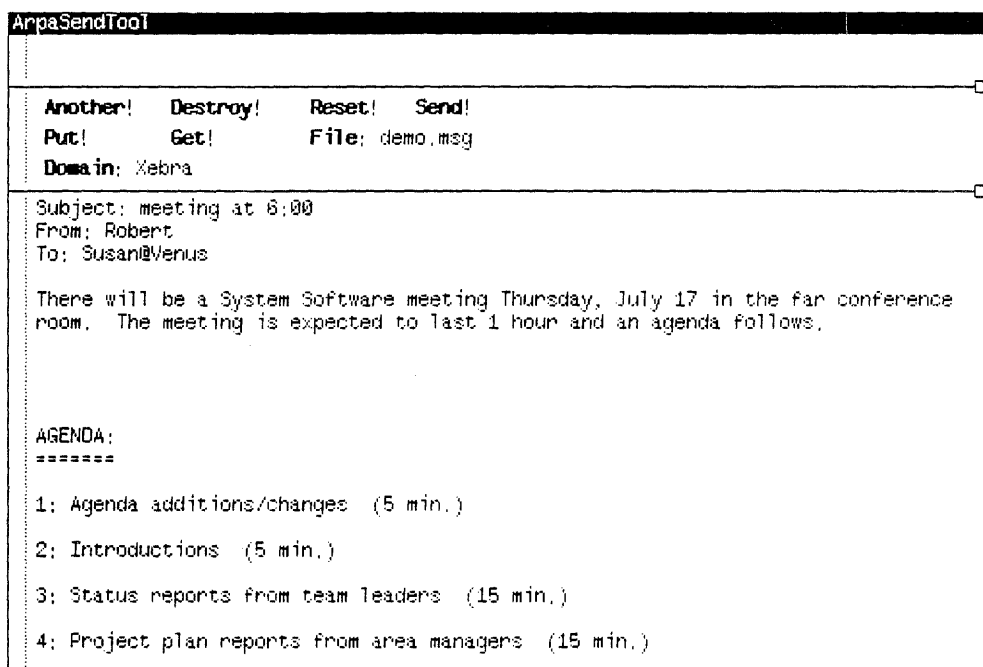 ArpaSendTool
Another! Destroy! Reset! Send!
Put! Get! File: demo.msg
Domain: Xebra
Subject: meeting at 6:00
From: Robert
To: Susan@Venus
There will be a System Software meeting Thursday, July 17 in the far conference
room. The meeting is expected to last 1 hour and an agenda follows.
AGENDA:
=======
1: Agenda additions/changes (5 min.)
2: Introductions (5 min.)
3: Status reports from team leaders (15 min.)
4: Project plan reports from area managers (15 min.)